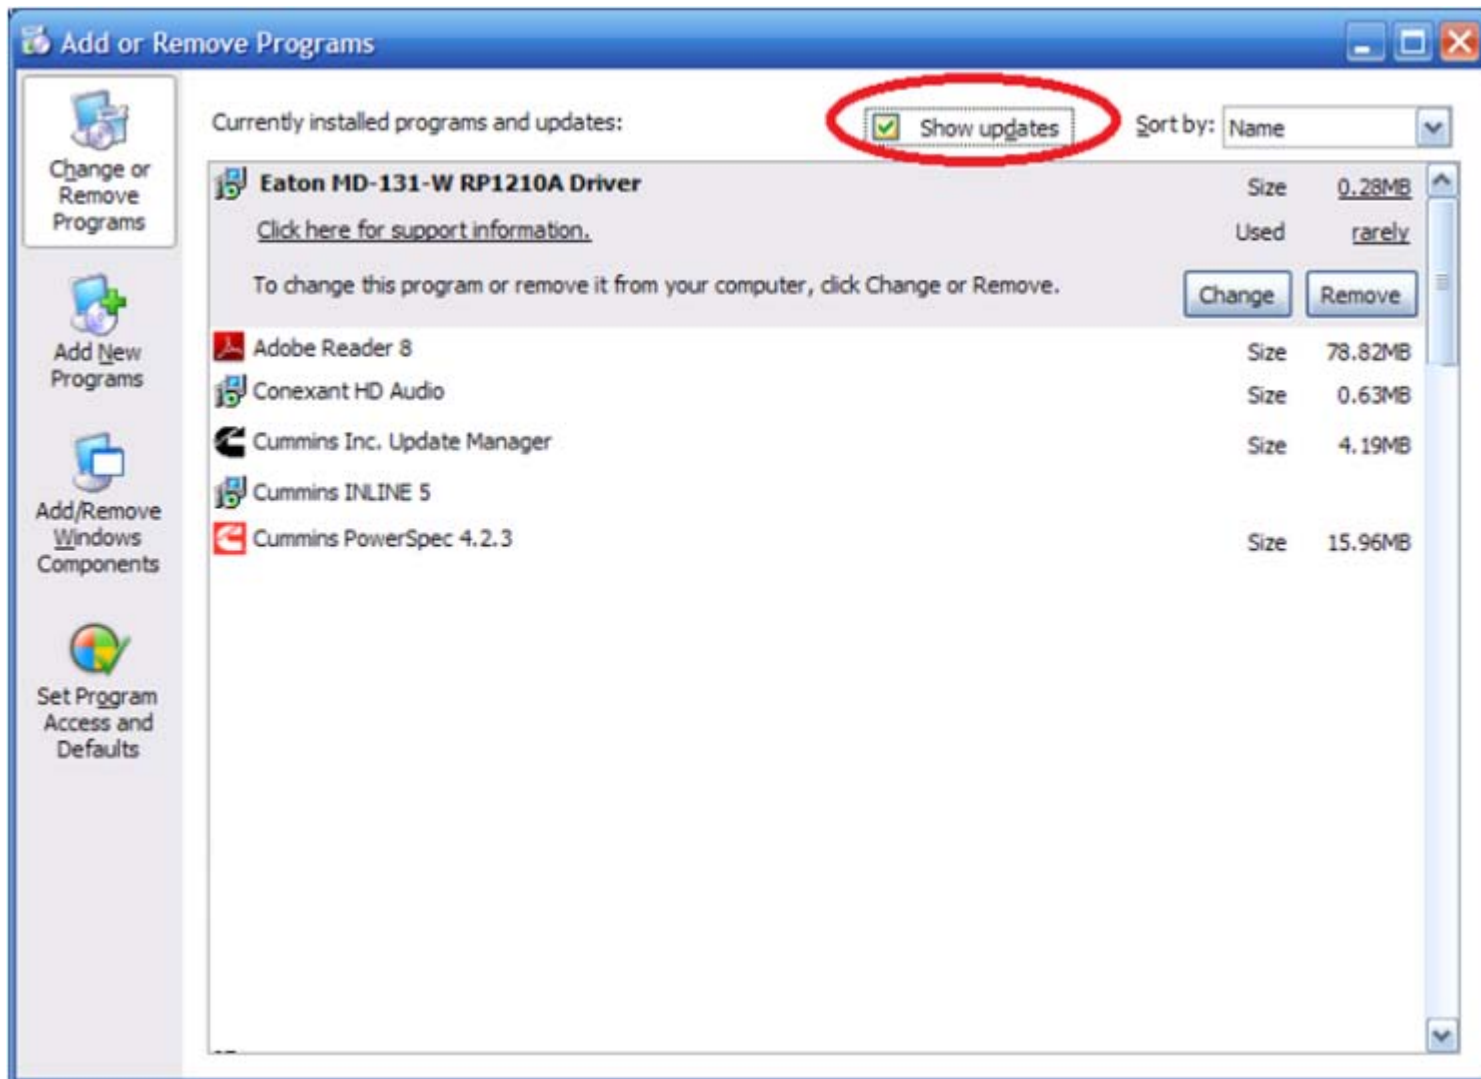 Add or Remove Programs
Change or
Remove
Programs
Add New
Programs
Add/Remove
Windows
Components
Set Program
Access and
Defaults
Currently installed programs and updates:
Show updates
Sort by: Name
Eaton MD-131-W RP1210A Driver Size 0.28MB
Click here for support information. Used rarely
To change this program or remove it from your computer, click Change or Remove. Change Remove
Adobe Reader 8 Size 78.82MB
Conexant HD Audio Size 0.63MB
Cummins Inc. Update Manager Size 4.19MB
Cummins INLINE 5
Cummins PowerSpec 4.2.3 Size 15.96MB